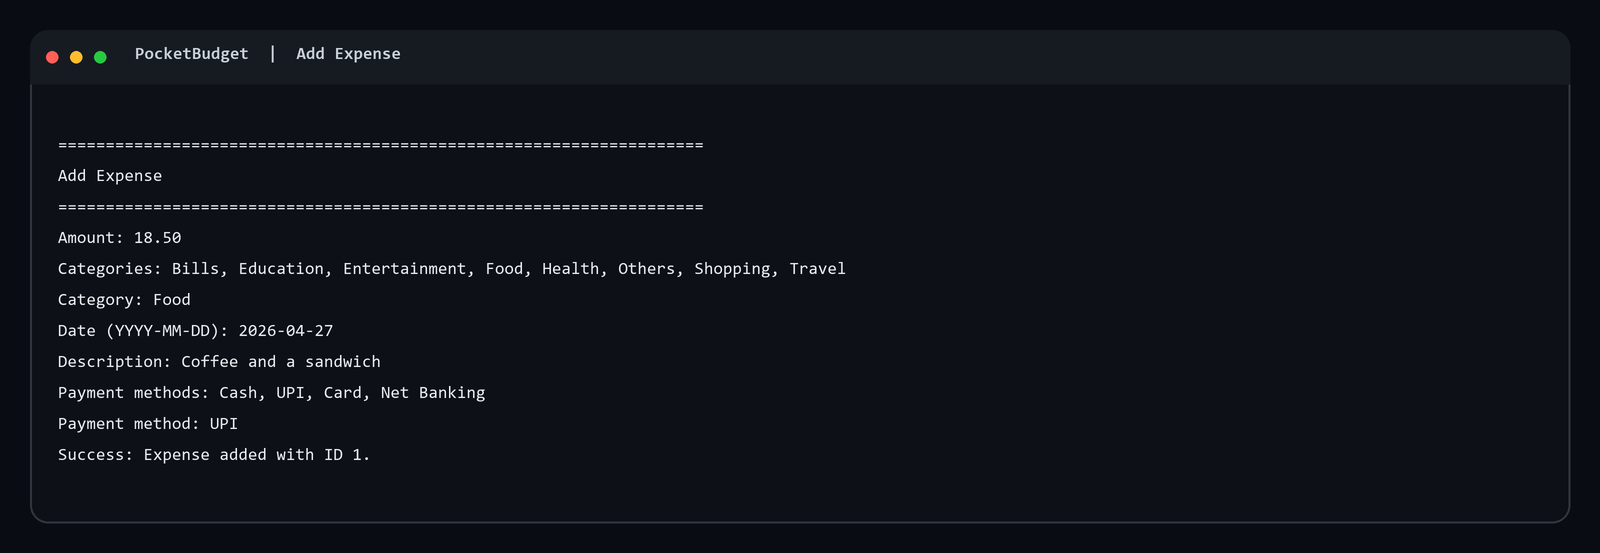 PocketBudget | Add Expense
====================================================================
Add Expense
====================================================================
Amount: 18.50
Categories: Bills, Education, Entertainment, Food, Health, Others, Shopping, Travel
Category: Food
Date (YYYY-MM-DD): 2026-04-27
Description: Coffee and a sandwich
Payment methods: Cash, UPI, Card, Net Banking
Payment method: UPI
Success: Expense added with ID 1.